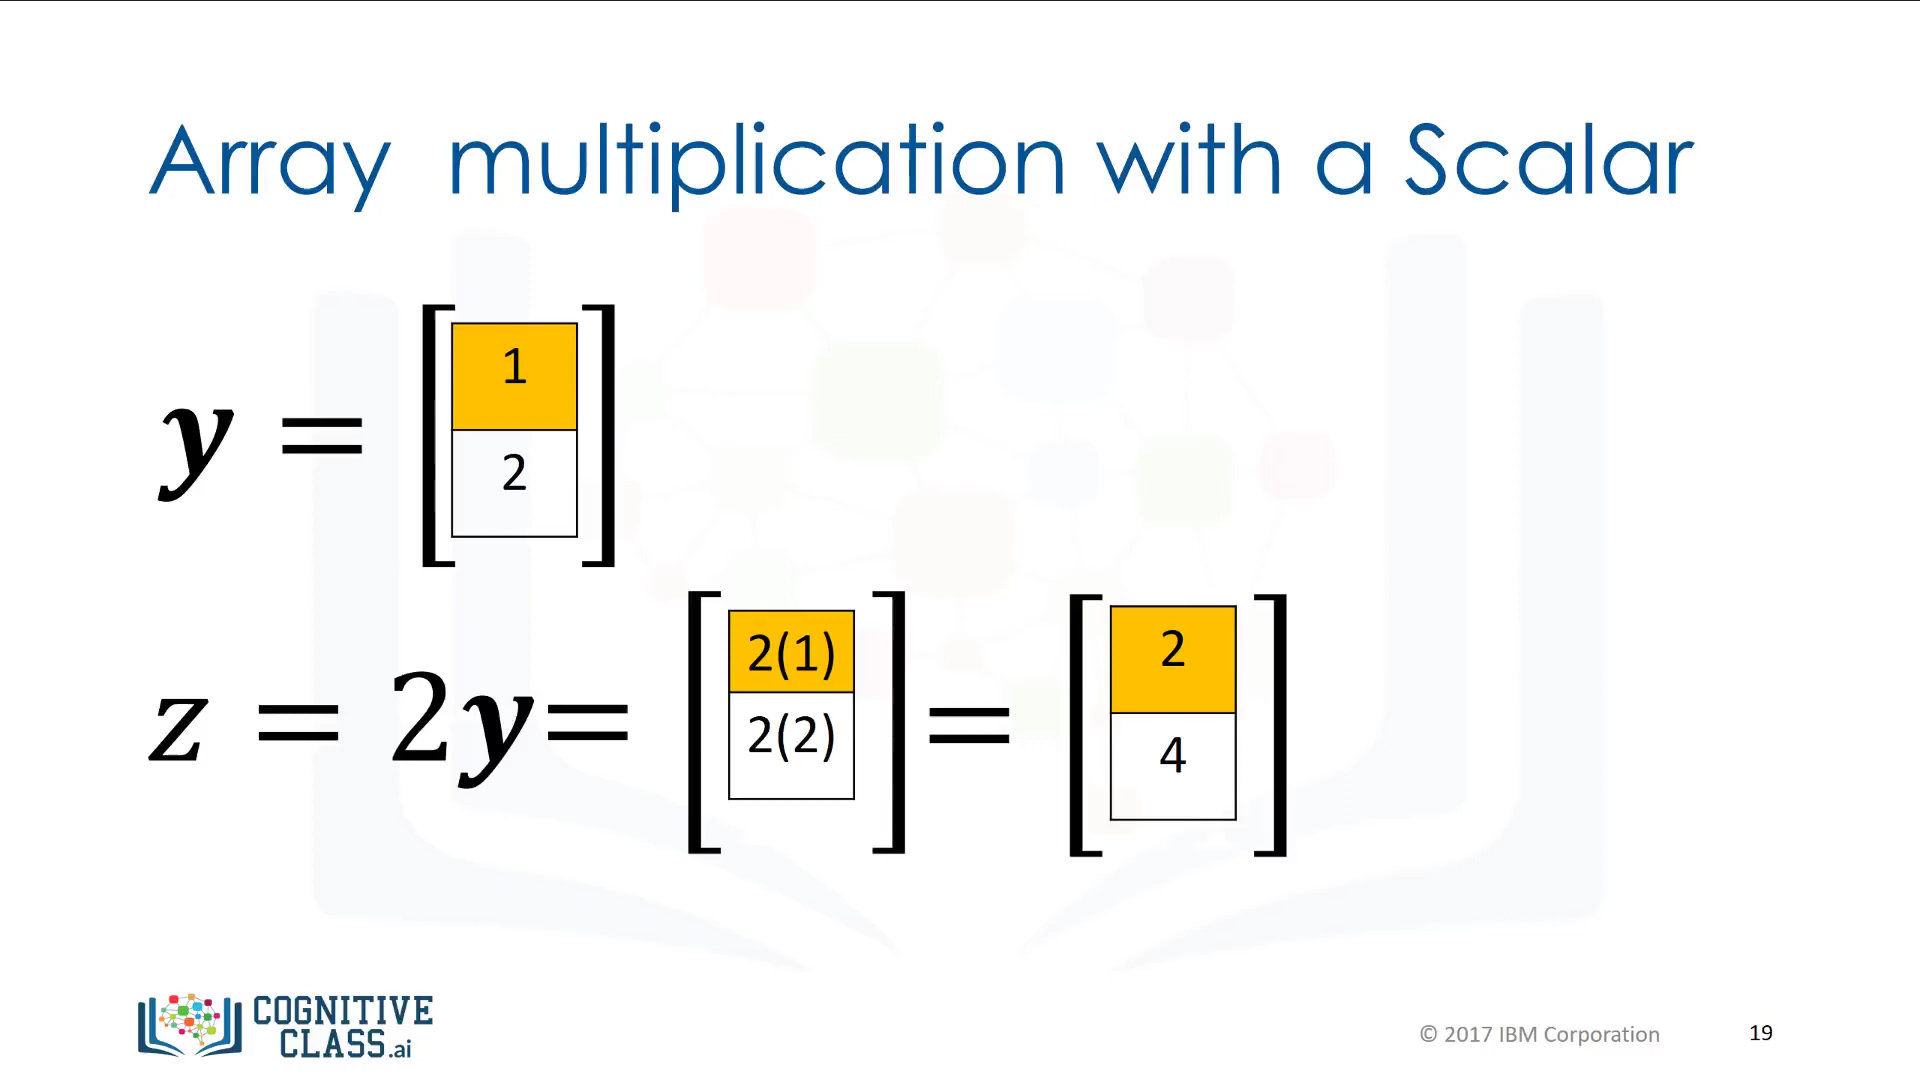 Array multiplication with a Scalar
y = [1
2]
z = 2y= [2(1)
2(2)] = [2
4]
COGNITIVE
CLASS.ai
© 2017 IBM Corporation 19